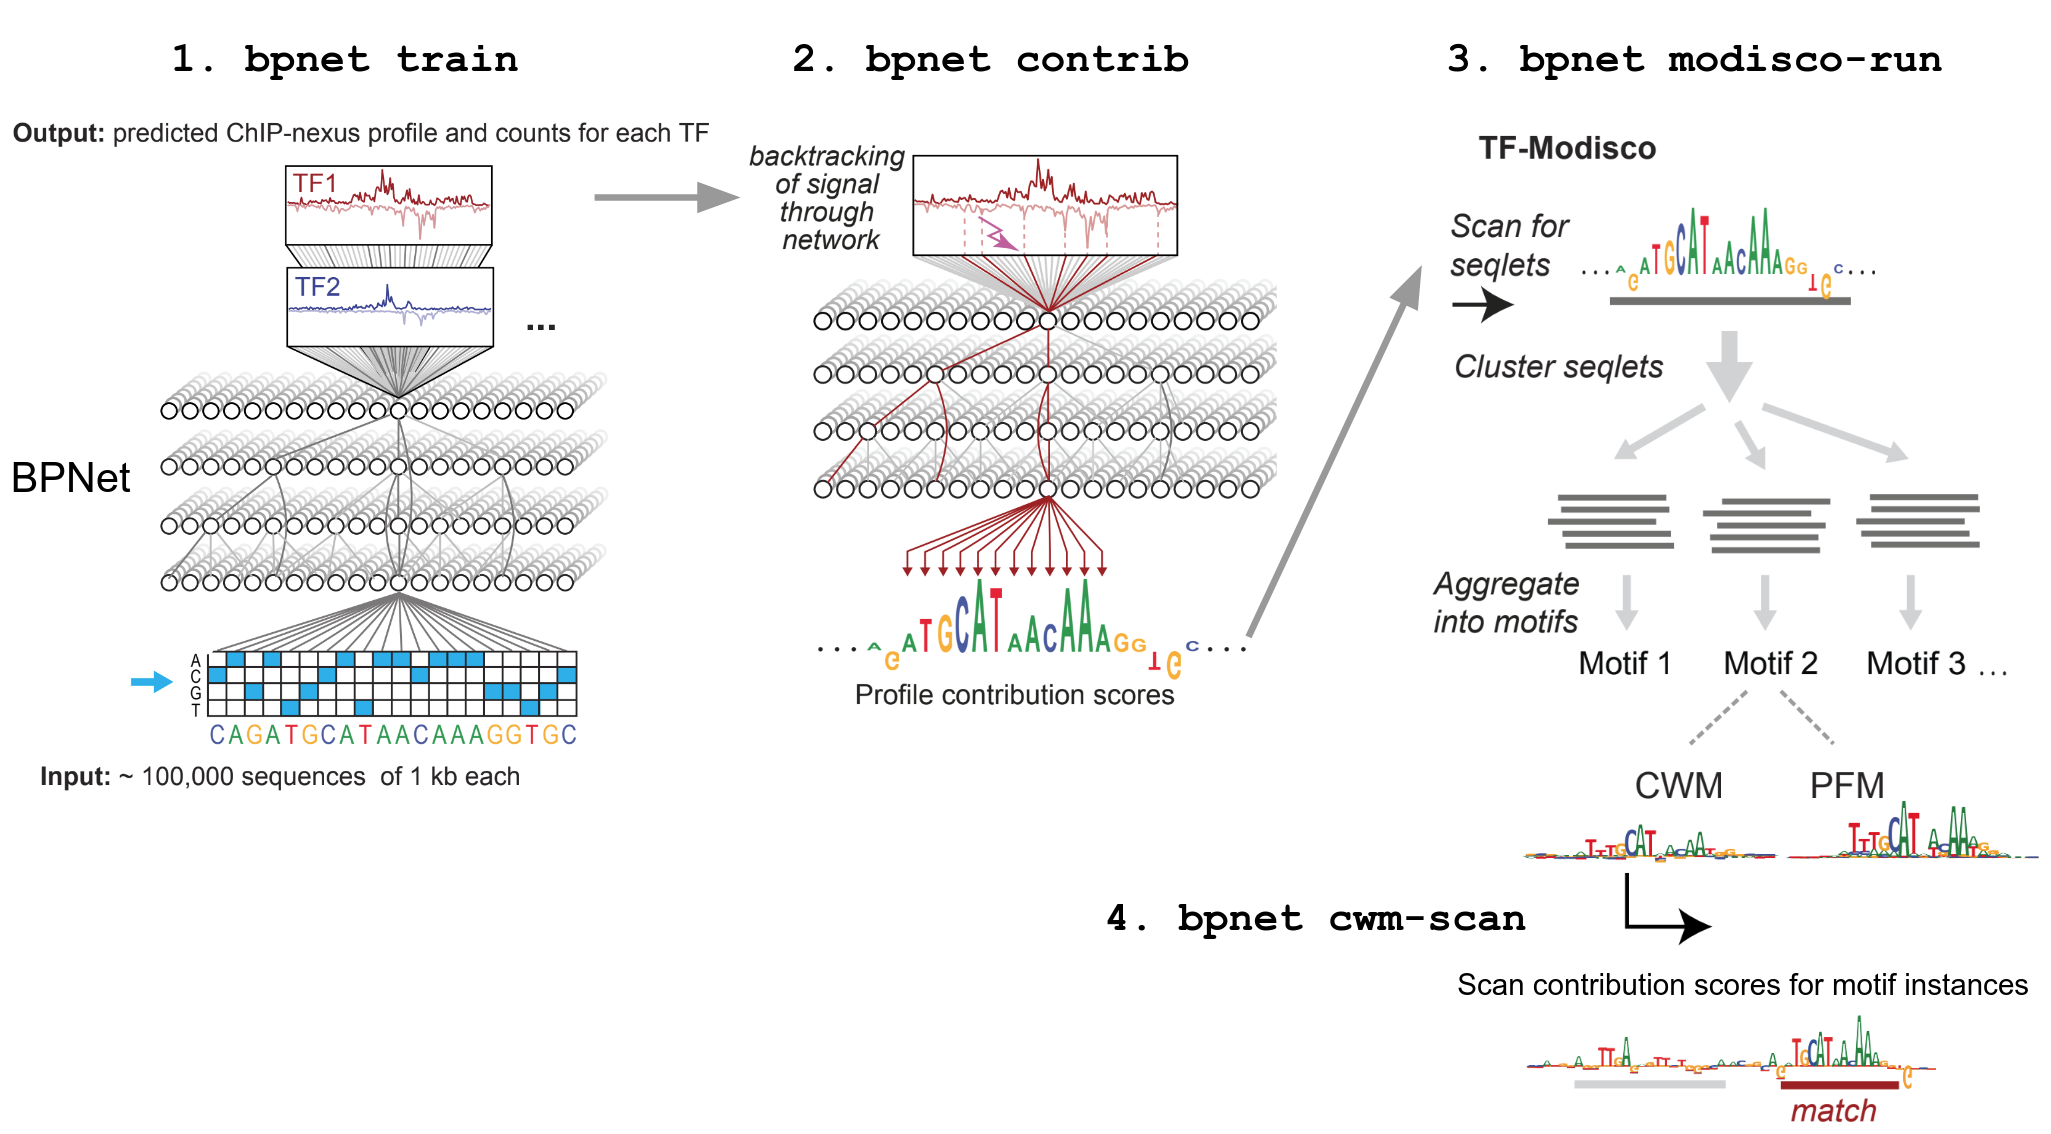 1. bpnet train
Output: predicted ChIP-nexus profile and counts for each TF
TF1
TF2
...
BPNet
A
C
G
T
CAGATGCATAACAAAGGTGC
Input: ~ 100,000 sequences of 1 kb each
2. bpnet contrib
backtracking
of signal
through
network
...AGATGCATAACAAAGGTGC...
Profile contribution scores
3. bpnet modisco-run
TF-Modisco
Scan for
seqlets
...AGATGCATAACAAAGGTGC...
Cluster seqlets
Aggregate
into motifs
Motif 1 Motif 2 Motif 3 ...
CWM PFM
4. bpnet cwm-scan
Scan contribution scores for motif instances
match